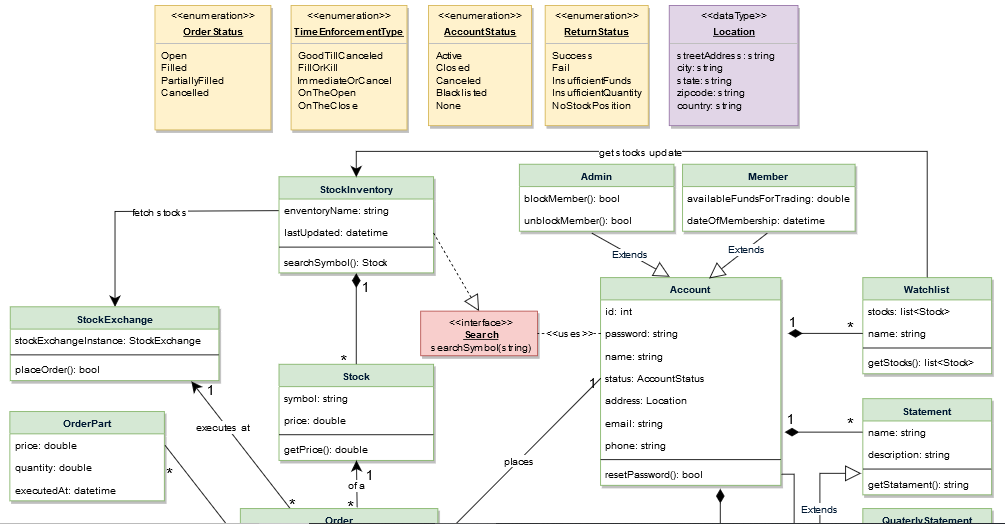 <<enumeration>>
OrderStatus
Open
Filled
PartiallyFilled
Cancelled
<<enumeration>>
TimeEnforcementType
GoodTillCanceled
FillOrKill
ImmediateOrCancel
OnTheOpen
OnTheClose
<<enumeration>>
AccountStatus
Active
Closed
Canceled
Blacklisted
None
<<enumeration>>
ReturnStatus
Success
Fail
InsufficientFunds
InsufficientQuantity
NoStockPosition
<<dataType>>
Location
streetAddress: string
city: string
state: string
zipcode: string
country: string
get stocks update
StockInventory
enventoryName: string
lastUpdated: datetime
searchSymbol(): Stock
Admin
blockMember(): bool
unblockMember(): bool
Member
availableFundsForTrading: double
dateOfMembership: datetime
fetch stocks
Extends
Extends
1
StockExchange
stockExchangeInstance: StockExchange
placeOrder(): bool
<<interface>>
Search
searchSymbol(string)
<<uses>>
Account
id: int
password: string
name: string
status: AccountStatus
address: Location
email: string
phone: string
resetPassword(): bool
1
*
Watchlist
stocks: list<Stock>
name: string
getStocks(): list<Stock>
*
Stock
symbol: string
price: double
getPrice(): double
1
executes at
1
places
1
*
Statement
name: string
description: string
getStatament(): string
OrderPart
price: double
quantity: double
executedAt: datetime
*
1
of a
*
*
Extends
Order
QuaterlyStatement